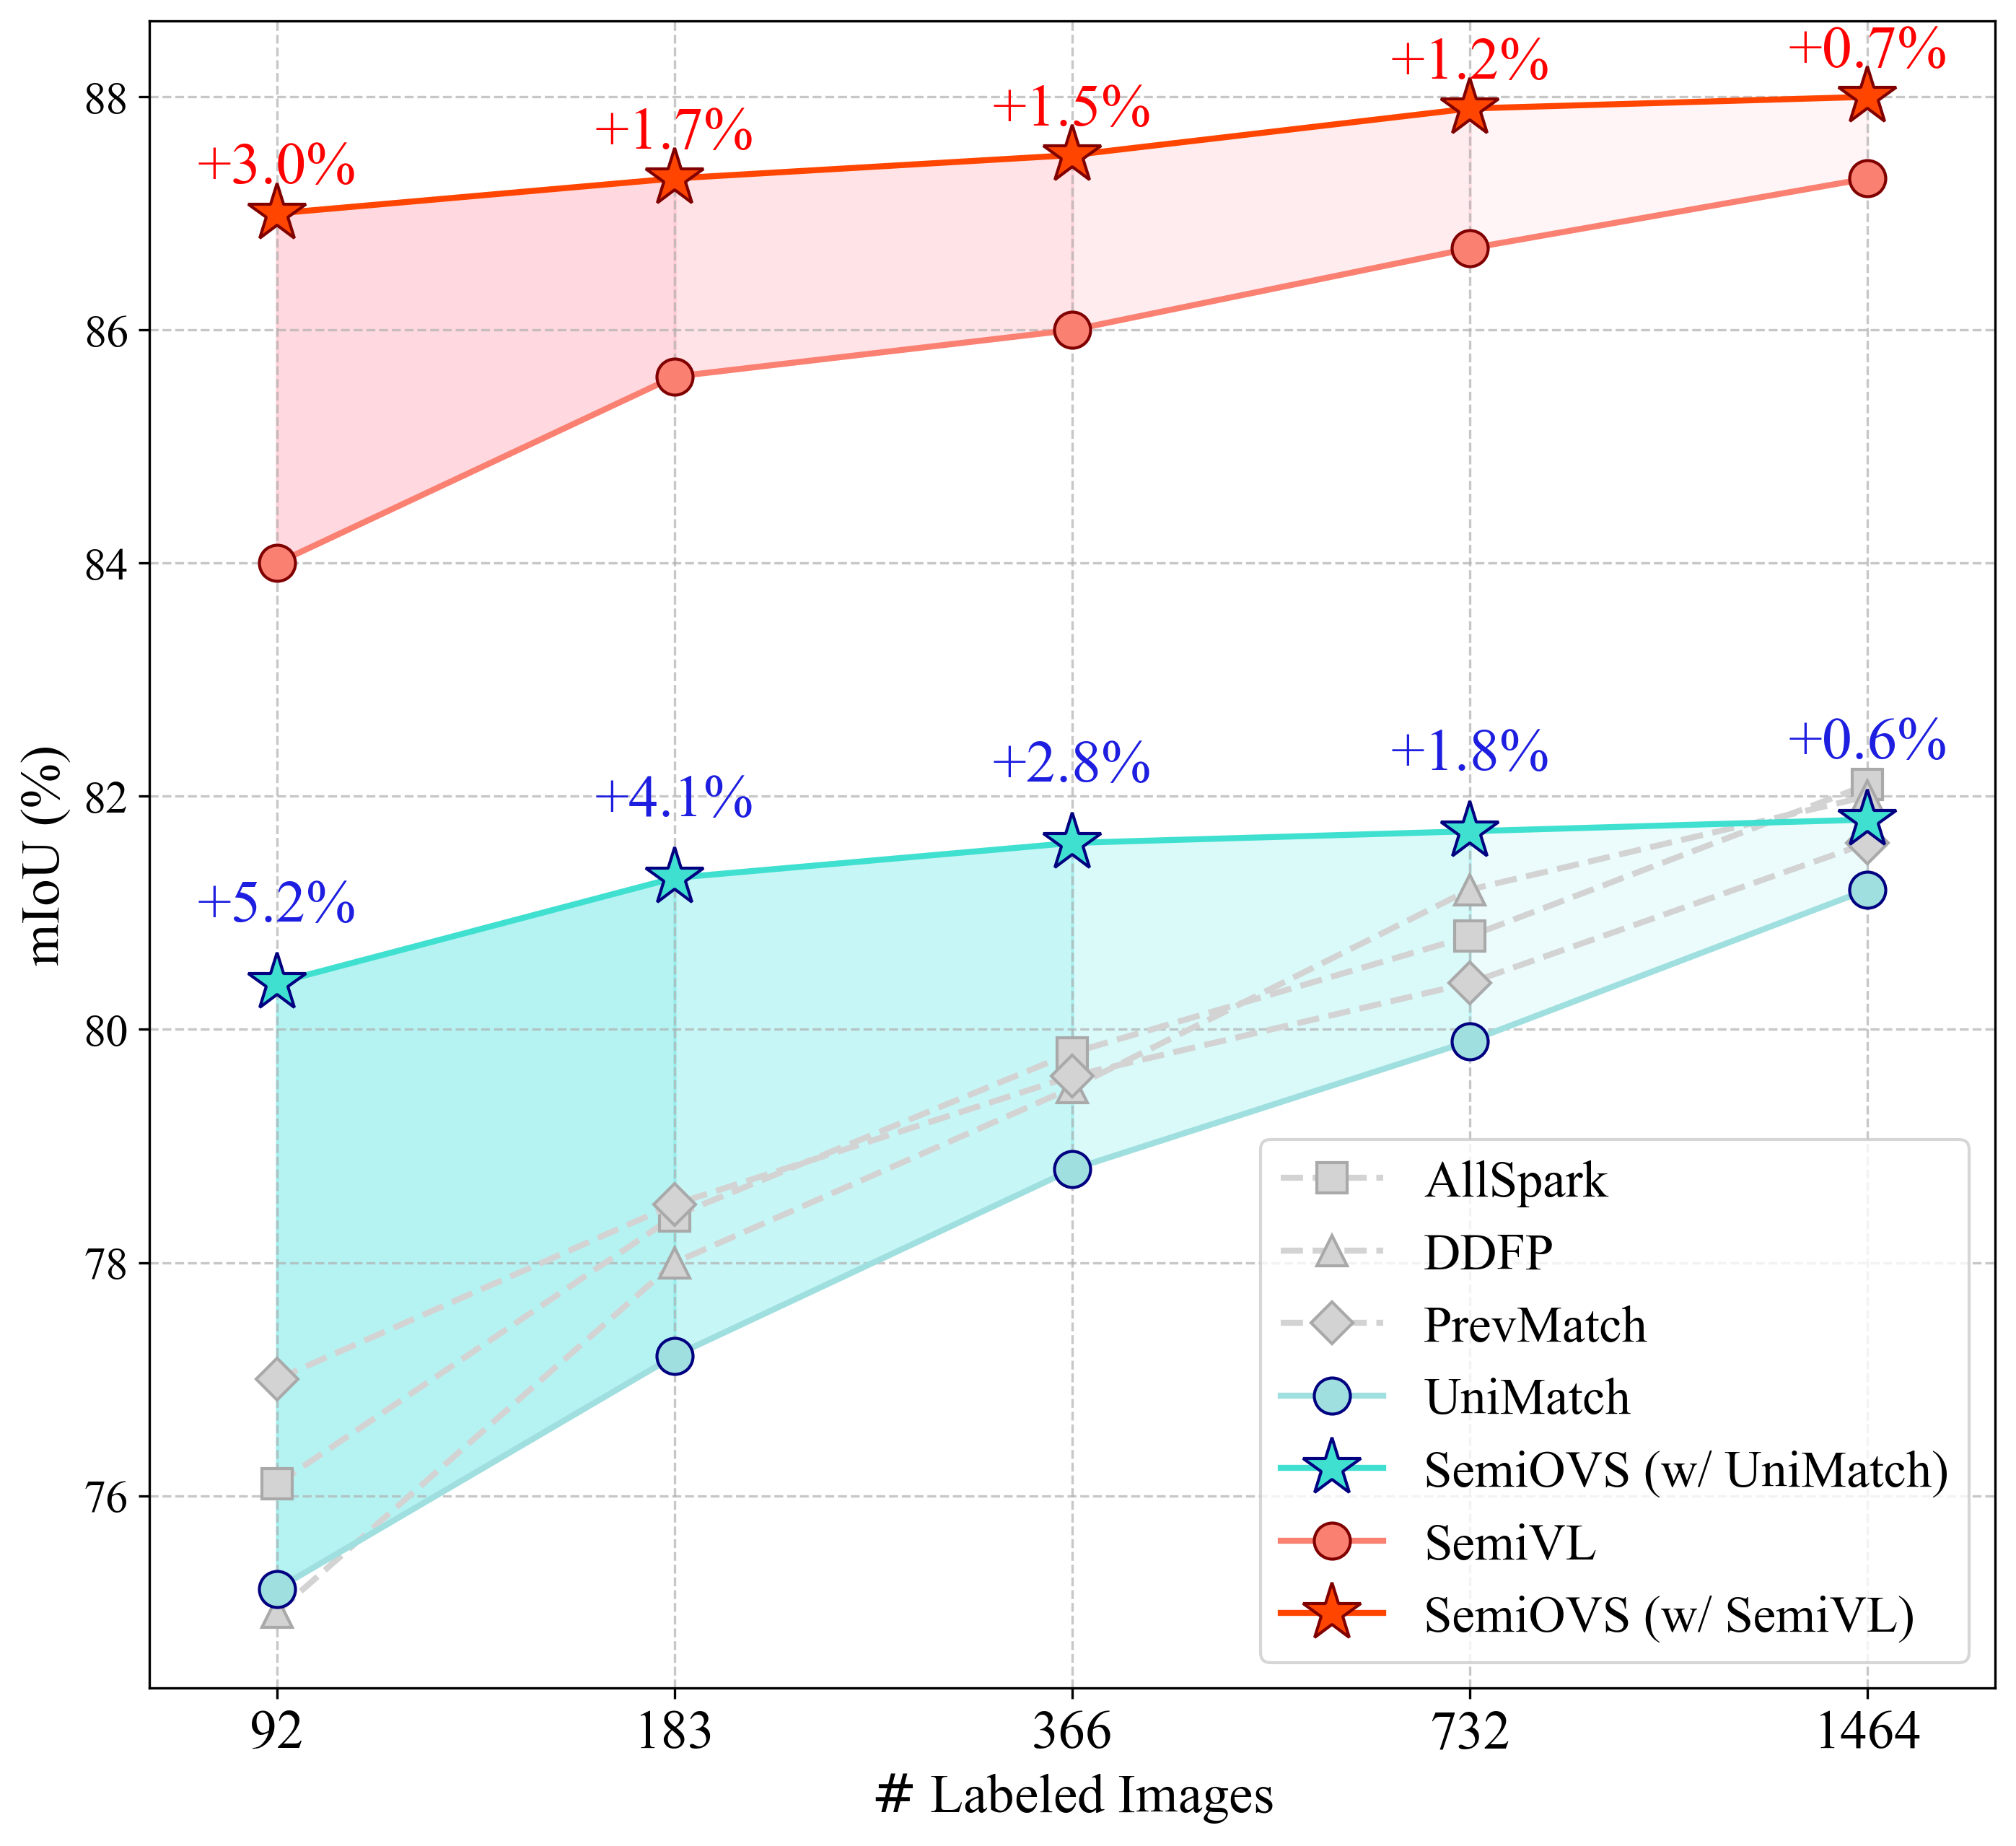 +0.7%
+1.2%
+1.5%
+1.7%
+3.0%
88
86
84
82
80
78
76
mIoU (%)
+0.6%
+1.8%
+2.8%
+4.1%
+5.2%
AllSpark
DDFP
PrevMatch
UniMatch
SemiOVS (w/ UniMatch)
SemiVL
SemiOVS (w/ SemiVL)
92 183 366 732 1464
# Labeled Images